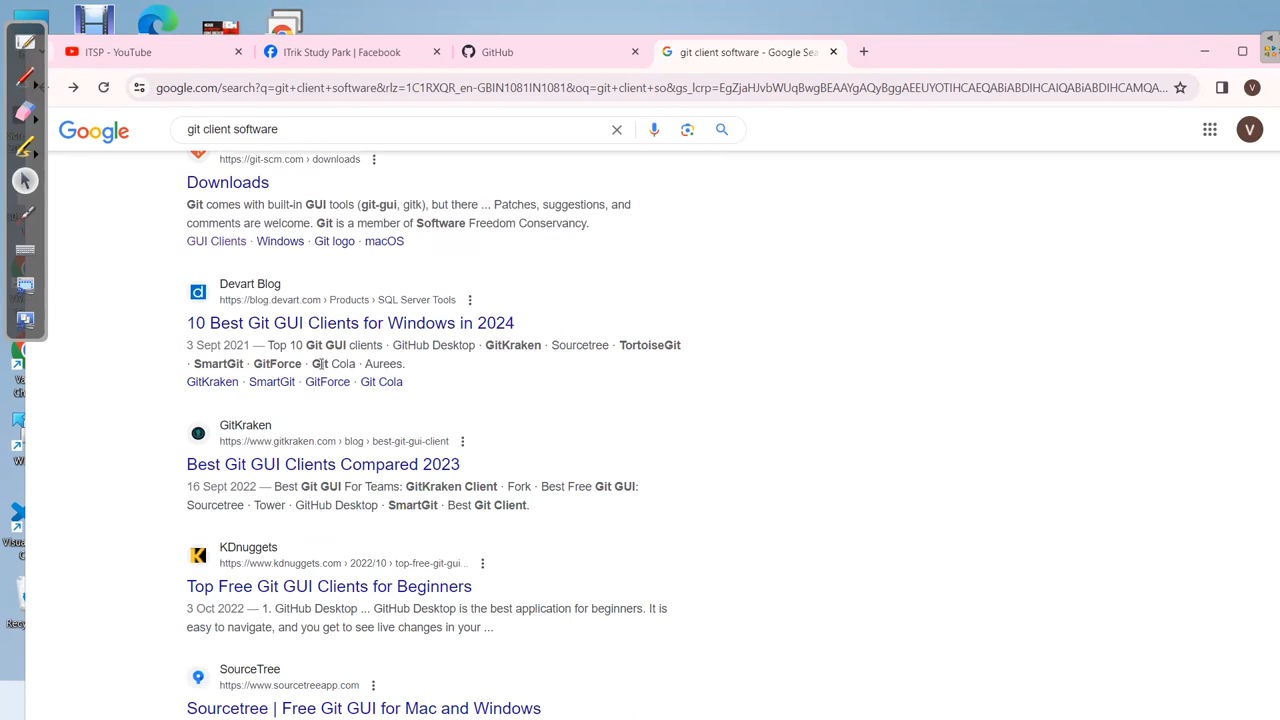 ITSP - YouTube
ITrik Study Park | Facebook
GitHub
git client software - Google Sea
google.com/search?q=git+client+software&rlz=1C1RXQR_en-GBIN1081IN1081&oq=git+client+so&gs_lcrp=EgZjaHJvbWUqBwgBEAAYgAQyBggAEEUYOTIHCAEQABiABDIHCAIQABiABDIHCAMQA...
V
Google
git client software
V
https://git-scm.com › downloads
Downloads
Git comes with built-in GUI tools (git-gui, gitk), but there ... Patches, suggestions, and
comments are welcome. Git is a member of Software Freedom Conservancy.
GUI Clients · Windows · Git logo · macOS
Devart Blog
https://blog.devart.com › Products › SQL Server Tools
10 Best Git GUI Clients for Windows in 2024
3 Sept 2021 — Top 10 Git GUI clients · GitHub Desktop · GitKraken · Sourcetree · TortoiseGit
· SmartGit · GitForce · Git Cola · Aurees.
GitKraken · SmartGit · GitForce · Git Cola
GitKraken
https://www.gitkraken.com › blog › best-git-gui-client
Best Git GUI Clients Compared 2023
16 Sept 2022 — Best Git GUI For Teams: GitKraken Client · Fork · Best Free Git GUI:
Sourcetree · Tower · GitHub Desktop · SmartGit · Best Git Client.
KDnuggets
https://www.kdnuggets.com › 2022/10 › top-free-git-gui...
Top Free Git GUI Clients for Beginners
3 Oct 2022 — 1. GitHub Desktop ... GitHub Desktop is the best application for beginners. It is
easy to navigate, and you get to see live changes in your ...
SourceTree
https://www.sourcetreeapp.com
Sourcetree | Free Git GUI for Mac and Windows